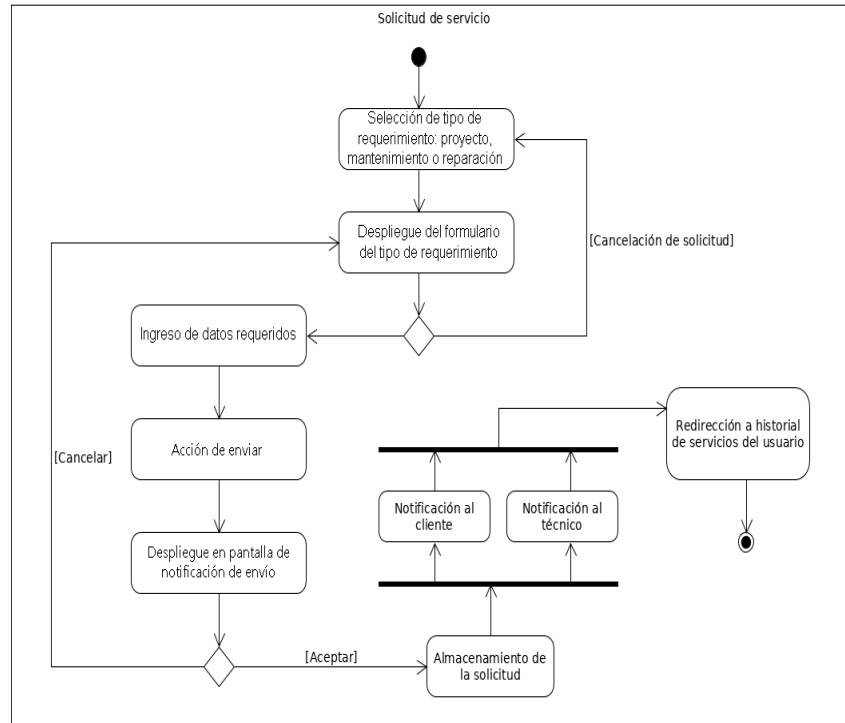 Solicitud de servicio
Selección de tipo de
requerimiento: proyecto,
mantenimiento o reparación
Despliegue del formulario
del tipo de requerimiento
[Cancelación de solicitud]
Ingreso de datos requeridos
Redirección a historial
de servicios del usuario
Acción de enviar
[Cancelar]
Notificación al
cliente
Notificación al
técnico
Despliegue en pantalla de
notificación de envío
[Aceptar]
Almacenamiento de
la solicitud